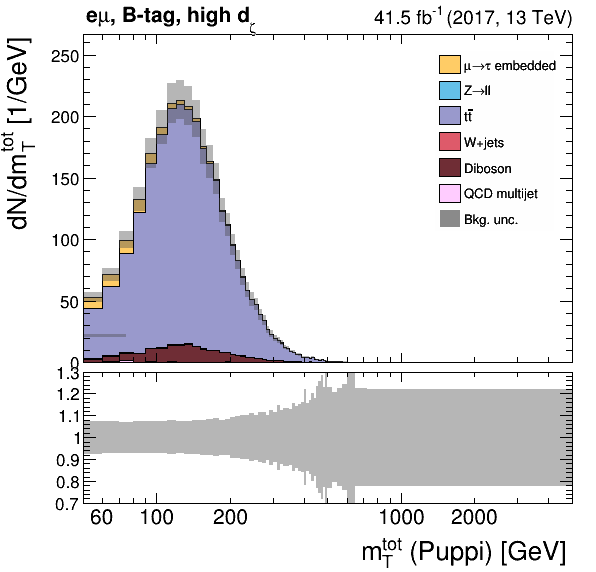 eμ, B-tag, high dζ
41.5 fb⁻¹ (2017, 13 TeV)
dN/dm_T^tot [1/GeV]
250
200
150
100
50
0
μ→τ embedded
Z→ll
tt̄
W+jets
Diboson
QCD multijet
Bkg. unc.
1.3
1.2
1.1
1
0.9
0.8
0.7
60 100 200 1000 2000
m_T^tot (Puppi) [GeV]